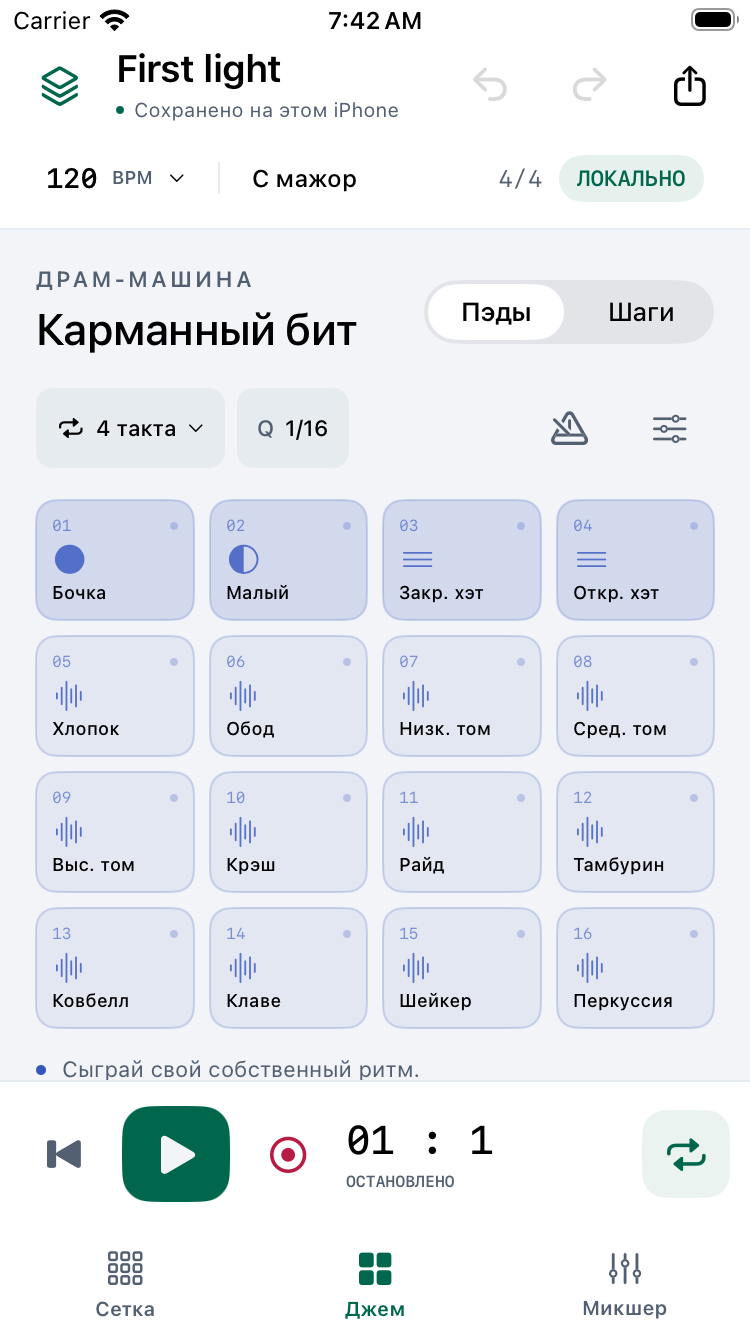 Carrier 7:42 AM
First light
Сохранено на этом iPhone
120 BPM С мажор 4/4 ЛОКАЛЬНО
ДРАМ-МАШИНА
Карманный бит
Пэды Шаги
4 такта Q 1/16
01 02 03 04
Бочка Малый Закр. хэт Откр. хэт
05 06 07 08
Хлопок Обод Низк. том Сред. том
09 10 11 12
Выс. том Крэш Райд Тамбурин
13 14 15 16
Ковбелл Клаве Шейкер Перкуссия
Сыграй свой собственный ритм.
01 : 1
ОСТАНОВЛЕНО
Сетка Джем Микшер